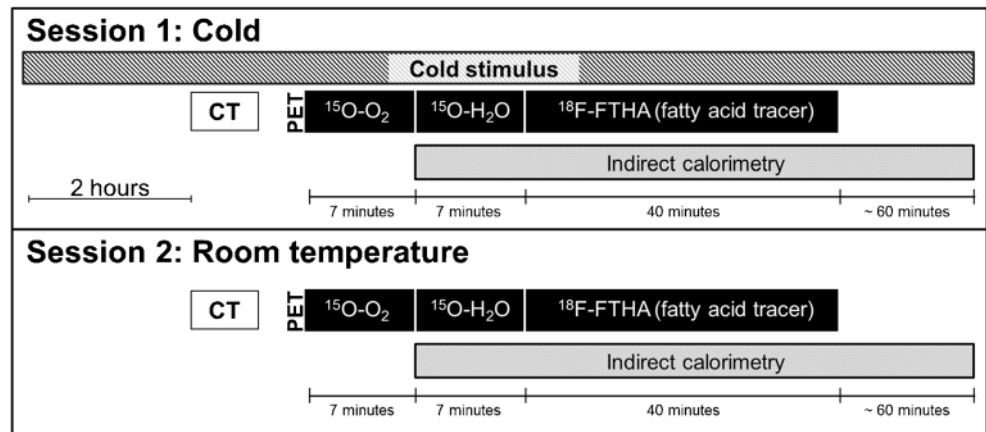 Session 1: Cold
Cold stimulus
CT
PET
¹⁵O-O₂
¹⁵O-H₂O
¹⁸F-FTHA (fatty acid tracer)
Indirect calorimetry
2 hours
7 minutes
7 minutes
40 minutes
~ 60 minutes
Session 2: Room temperature
CT
PET
¹⁵O-O₂
¹⁵O-H₂O
¹⁸F-FTHA (fatty acid tracer)
Indirect calorimetry
7 minutes
7 minutes
40 minutes
~ 60 minutes